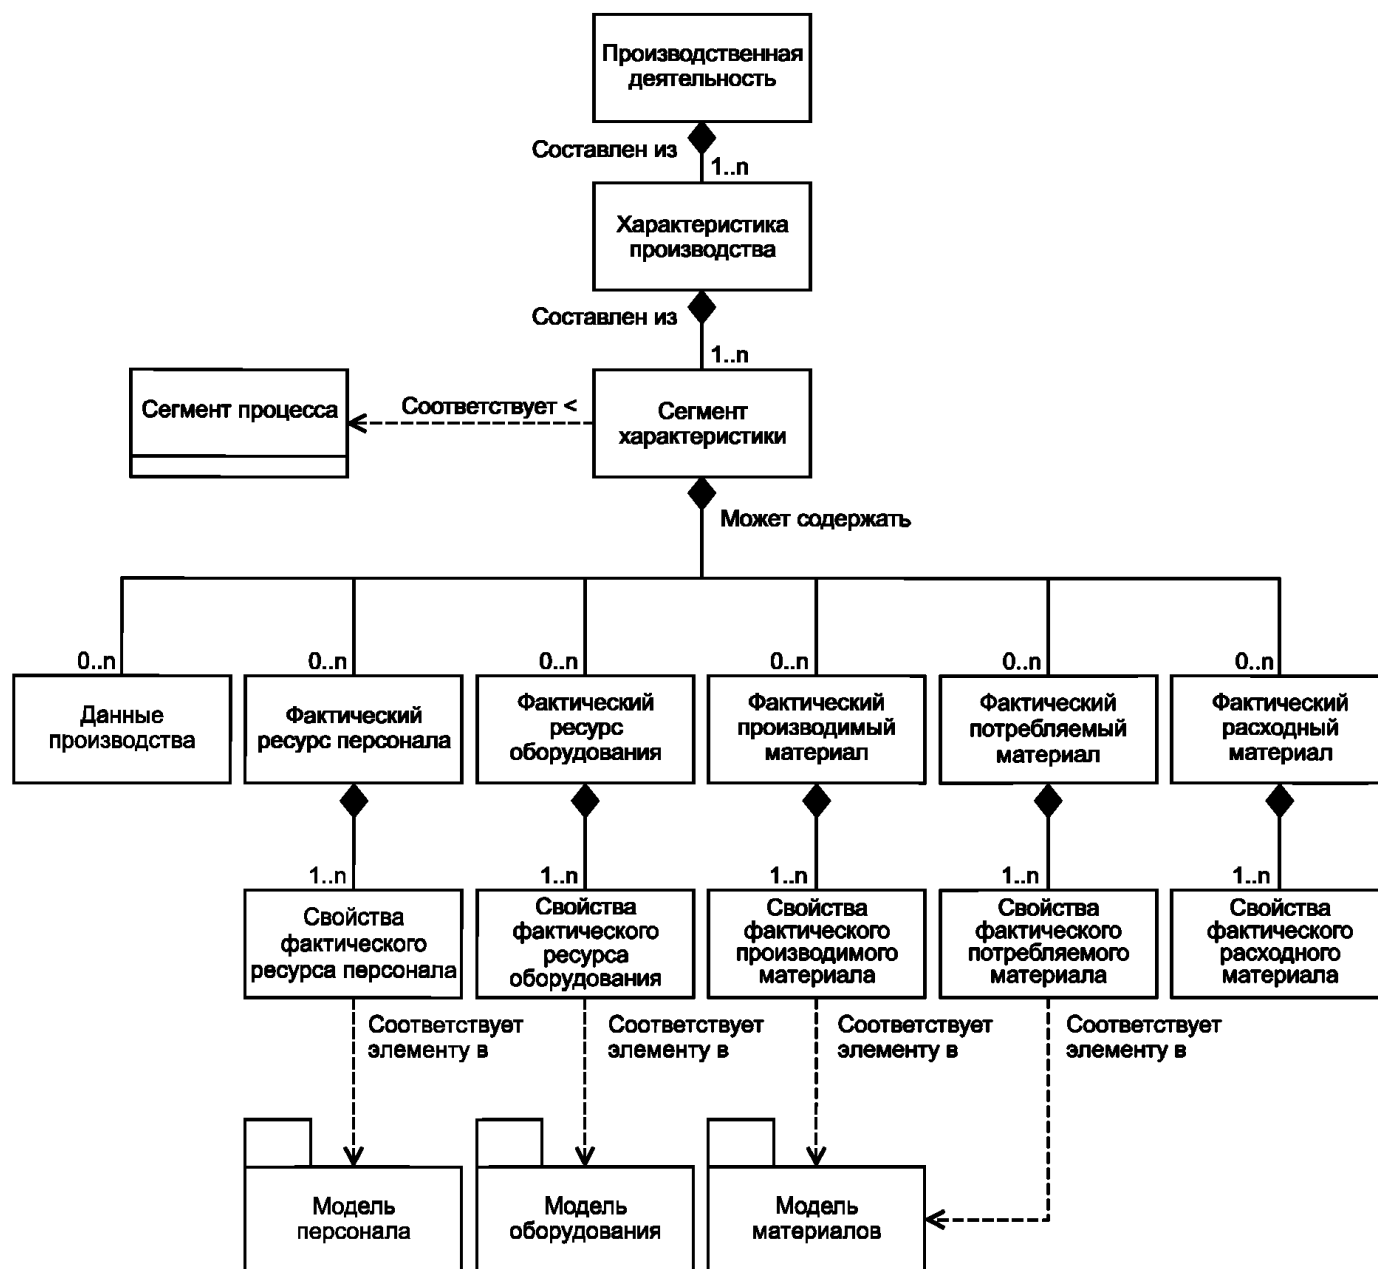 Производственная
деятельность
Составлен из
1..n
Характеристика
производства
Составлен из
1..n
Сегмент процесса
Соответствует <
Сегмент
характеристики
Может содержать
0..n
0..n
0..n
0..n
0..n
0..n
Данные
производства
Фактический
ресурс персонала
Фактический
ресурс
оборудования
Фактический
производимый
материал
Фактический
потребляемый
материал
Фактический
расходный
материал
1..n
1..n
1..n
1..n
1..n
Свойства
фактического
ресурса персонала
Свойства
фактического
ресурса
оборудования
Свойства
фактического
производимого
материала
Свойства
фактического
потребляемого
материала
Свойства
фактического
расходного
материала
Соответствует
элементу в
Соответствует
элементу в
Соответствует
элементу в
Соответствует
элементу в
Модель
персонала
Модель
оборудования
Модель
материалов